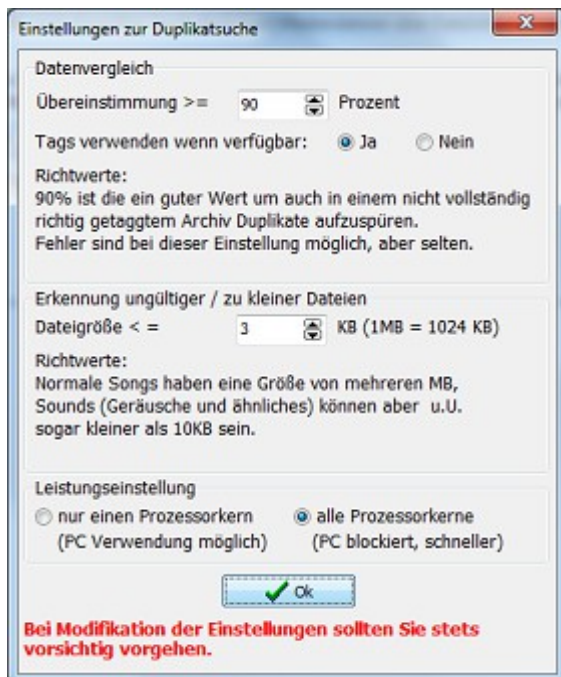 Einstellungen zur Duplikatsuche
Datenvergleich
Übereinstimmung >= 90 Prozent
Tags verwenden wenn verfügbar: Ja Nein
Richtwerte:
90% ist die ein guter Wert um auch in einem nicht vollständig
richtig getaggtem Archiv Duplikate aufzuspüren.
Fehler sind bei dieser Einstellung möglich, aber selten.
Erkennung ungültiger / zu kleiner Dateien
Dateigröße < = 3 KB (1MB = 1024 KB)
Richtwerte:
Normale Songs haben eine Größe von mehreren MB,
Sounds (Geräusche und ähnliches) können aber u.U.
sogar kleiner als 10KB sein.
Leistungseinstellung
nur einen Prozessorkern alle Prozessorkerne
(PC Verwendung möglich) (PC blockiert, schneller)
Ok
Bei Modifikation der Einstellungen sollten Sie stets
vorsichtig vorgehen.